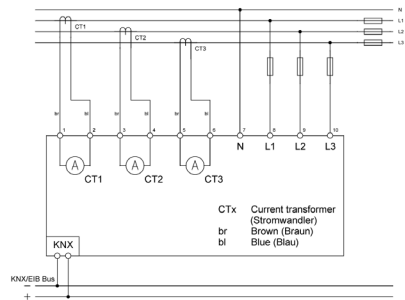 N
L1
L2
L3
CT1
CT2
CT3
br bl br bl br bl
1 2 3 4 5 6 7 8 9 10
A A A N L1 L2 L3
CT1 CT2 CT3
CTx Current transformer
(Stromwandler)
br Brown (Braun)
bl Blue (Blau)
KNX
KNX/EIB Bus
–
+